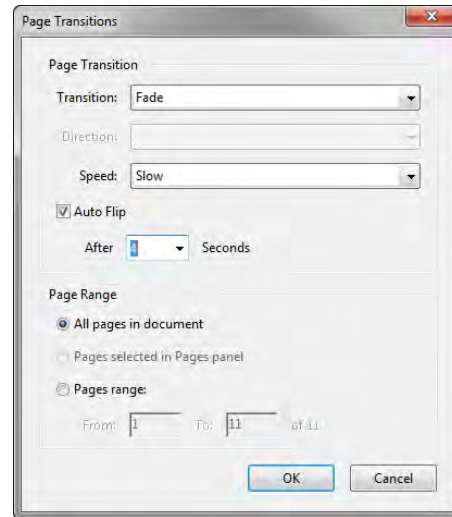 Page Transitions
Page Transition
Transition: Fade
Direction:
Speed: Slow
Auto Flip
After 4 Seconds
Page Range
All pages in document
Pages selected in Pages panel
Pages range:
From: 1 To: 11 of 11
OK Cancel